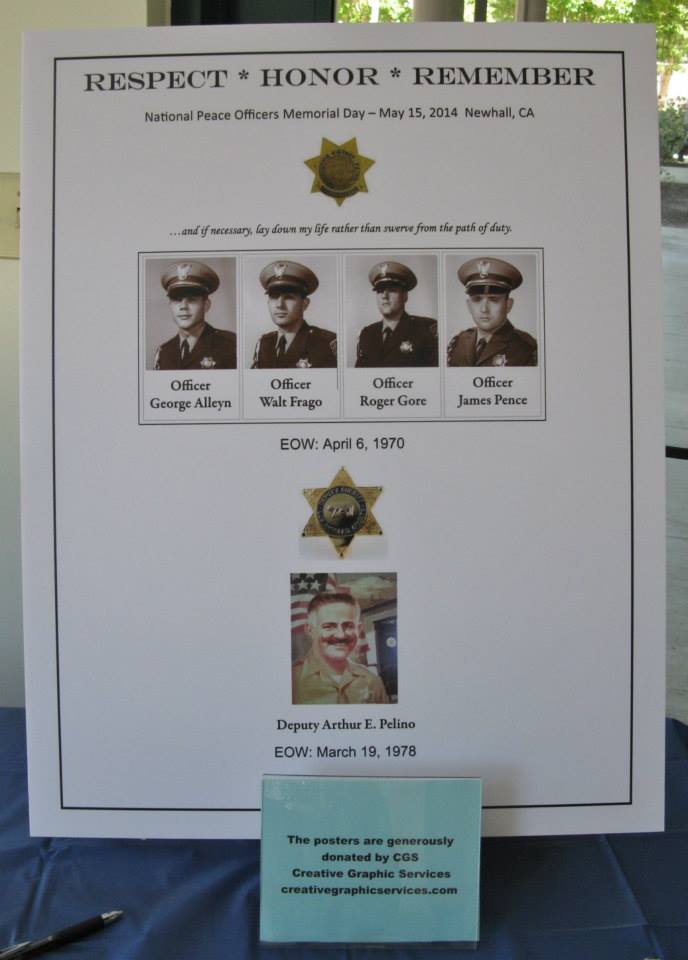 RESPECT * HONOR * REMEMBER
National Peace Officers Memorial Day – May 15, 2014 Newhall, CA
…and if necessary, lay down my life rather than swerve from the path of duty.
Officer
George Alleyn
Officer
Walt Frago
Officer
Roger Gore
Officer
James Pence
EOW: April 6, 1970
Deputy Arthur E. Pelino
EOW: March 19, 1978
The posters are generously
donated by CGS
Creative Graphic Services
creativegraphicservices.com